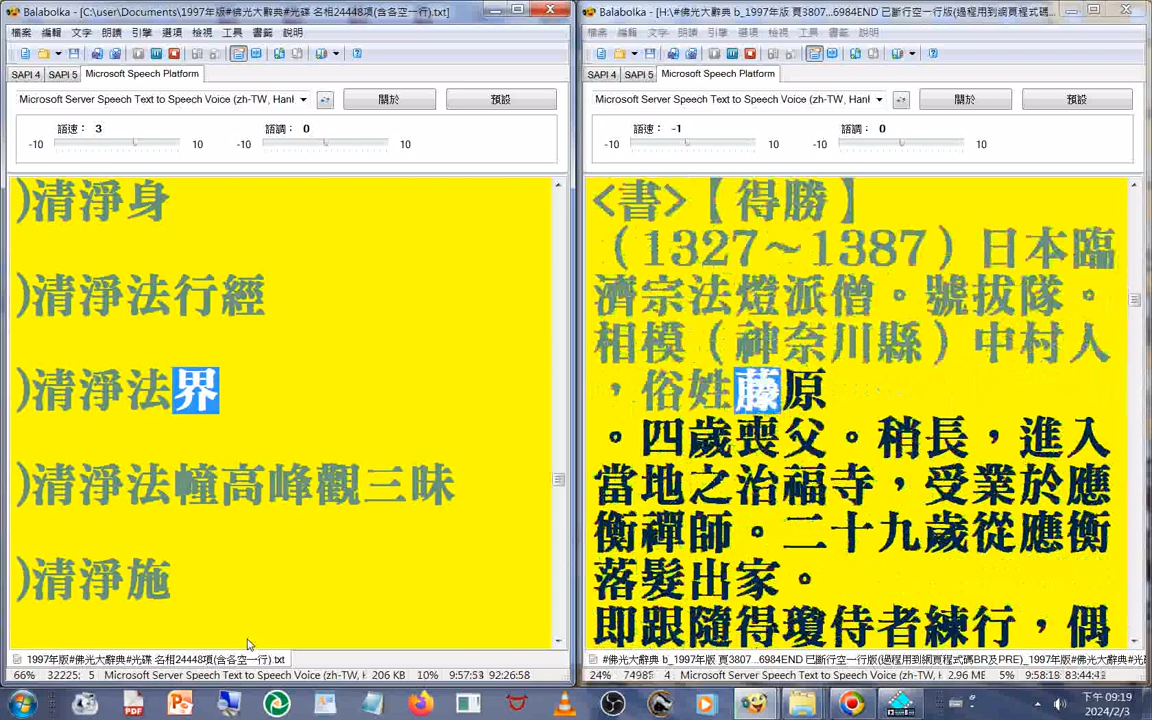 Balabolka - [C:\user\Documents\1997年版#佛光大辭典#光碟 名相24448項(含各空一行).txt]
檔案 編輯 文字 朗讀 引擎 選項 檢視 工具 書籤 說明
SAPI 4 SAPI 5 Microsoft Speech Platform
Microsoft Server Speech Text to Speech Voice (zh-TW, Hanl 關於 預設
語速： 3 語調： 0
-10 10 -10 10
)清淨身
)清淨法行經
)清淨法界
)清淨法幢高峰觀三昧
)清淨施
1997年版#佛光大辭典#光碟 名相24448項(含各空一行).txt
66% 32225: 5 Microsoft Server Speech Text to Speech Voice (zh-TW, H 206 KB 10% 9:57:53 92:26:58
Balabolka - [H:\#佛光大辭典 b_1997年版 頁3807...6984END 已斷行空一行版(過程用到網頁程式碼...
檔案 編輯 文字 朗讀 引擎 選項 檢視 工具 書籤 說明
SAPI 4 SAPI 5 Microsoft Speech Platform
Microsoft Server Speech Text to Speech Voice (zh-TW, Hanl 關於 預設
語速： -1 語調： 0
-10 10 -10 10
<書>【得勝】
（1327～1387）日本臨
濟宗法燈派僧。號拔隊。
相模（神奈川縣）中村人
，俗姓藤原
。四歲喪父。稍長，進入
當地之治福寺，受業於應
衡禪師。二十九歲從應衡
落髮出家。
即跟隨得瓊侍者練行，偶
#佛光大辭典 b_1997年版 頁3807...6984END 已斷行空一行版(過程用到網頁程式碼BR及PRE)_1997年版#佛光
24% 74985: 4 Microsoft Server Speech Text to Speech Voice (zh-TW, H 2.96 MB 5% 9:58:19 83:44:4
下午 09:19
2024/2/3